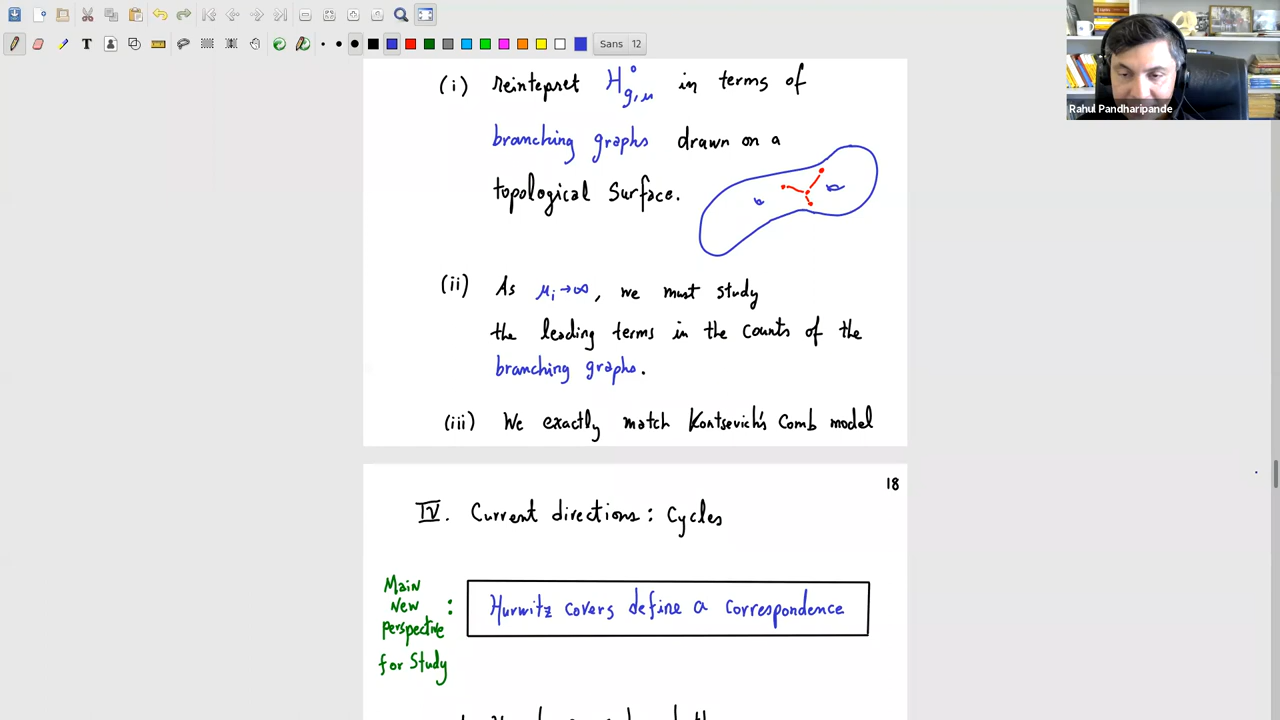 Sans 12
Rahul Pandharipande
(i) reintepret H°g,μ in terms of
branching graphs drawn on a
topological surface.
(ii) As μi→∞, we must study
the leading terms in the counts of the
branching graphs.
(iii) We exactly match Kontsevich's Comb model
18
IV. Current directions: Cycles
Main
New
perspective :
for Study
Hurwitz covers define a correspondence